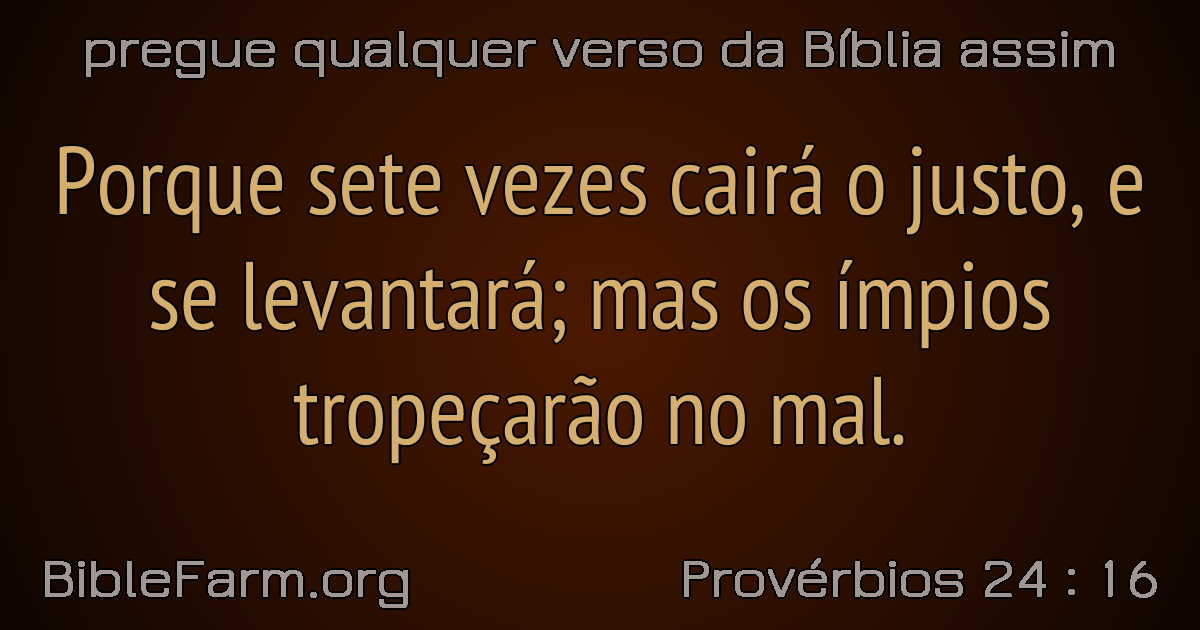 pregue qualquer verso da Bíblia assim
Porque sete vezes cairá o justo, e
se levantará; mas os ímpios
tropeçarão no mal.
BibleFarm.org
Provérbios 24 : 16